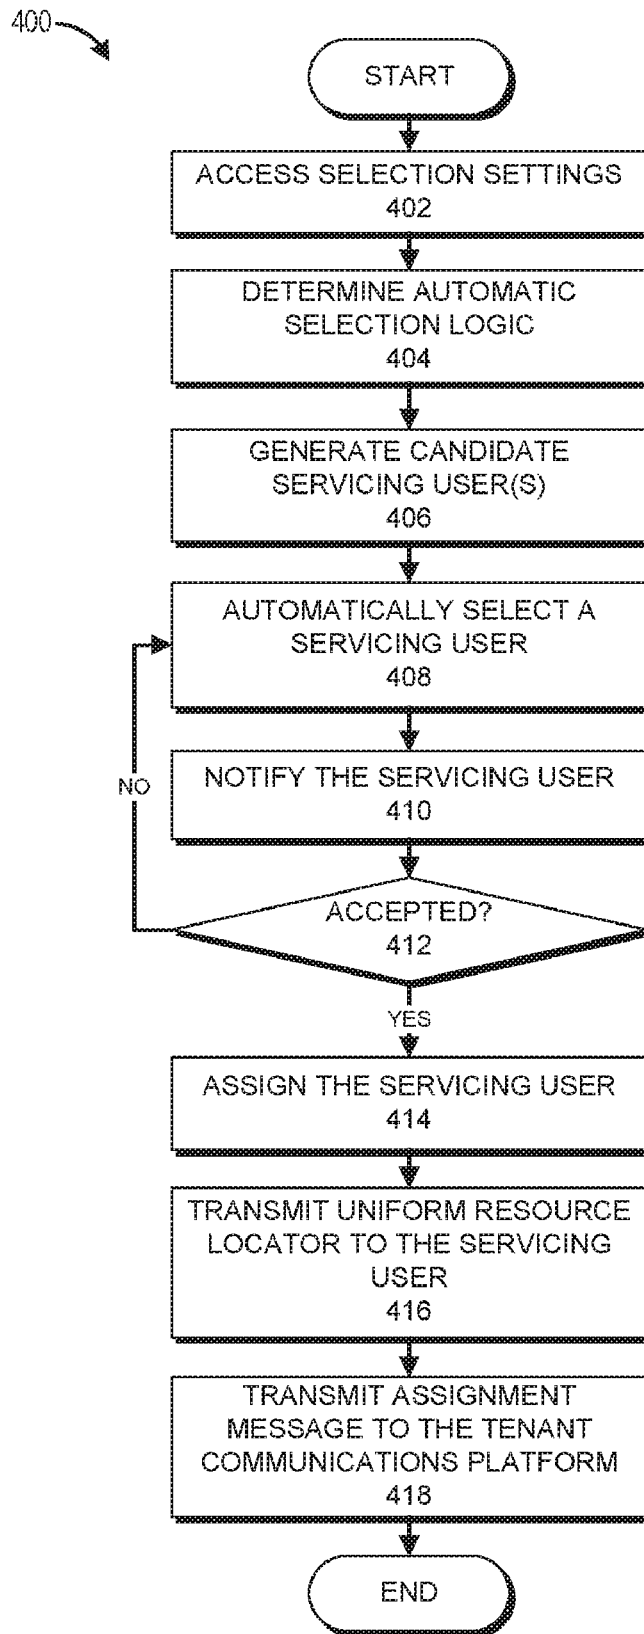 400
START
ACCESS SELECTION SETTINGS
402
DETERMINE AUTOMATIC
SELECTION LOGIC
404
GENERATE CANDIDATE
SERVICING USER(S)
406
AUTOMATICALLY SELECT A
SERVICING USER
408
NOTIFY THE SERVICING USER
410
NO
ACCEPTED?
412
YES
ASSIGN THE SERVICING USER
414
TRANSMIT UNIFORM RESOURCE
LOCATOR TO THE SERVICING
USER
416
TRANSMIT ASSIGNMENT
MESSAGE TO THE TENANT
COMMUNICATIONS PLATFORM
418
END